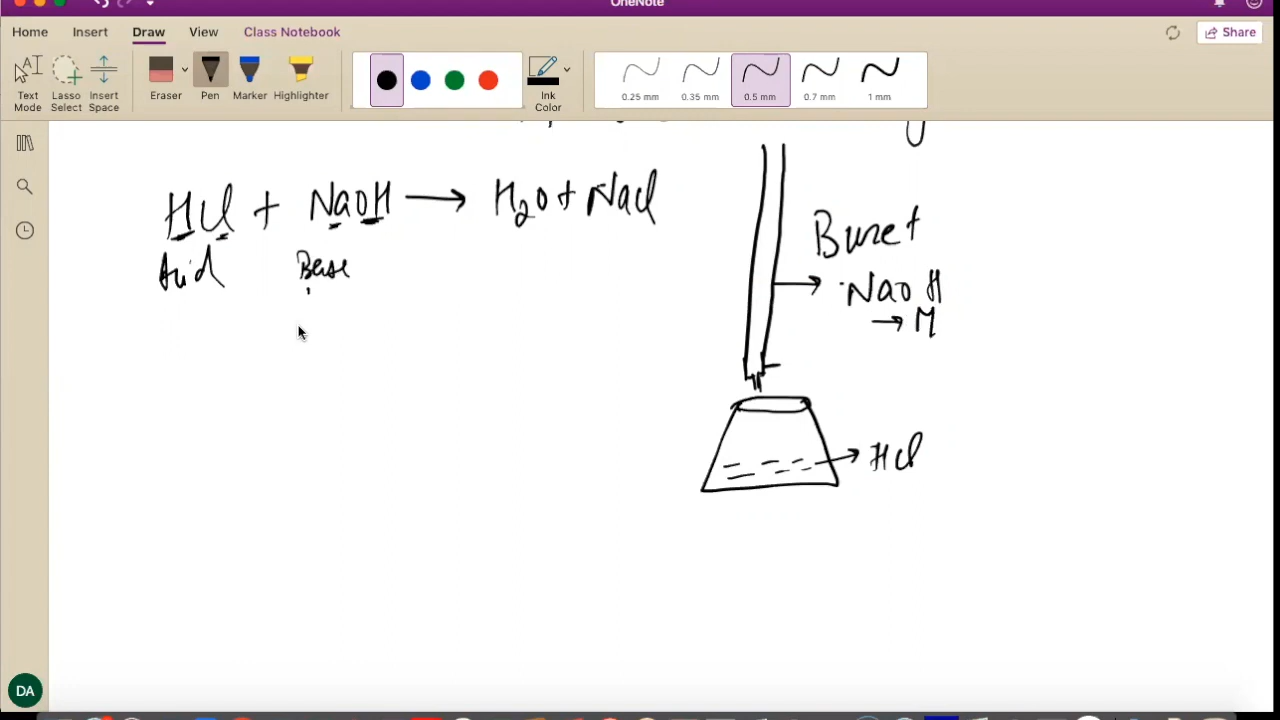 OneNote
Home Insert Draw View Class Notebook Share
Text Mode
Lasso Select
Insert Space
Eraser
Pen
Marker
Highlighter
Ink Color
0.25 mm 0.35 mm 0.5 mm 0.7 mm 1 mm
HCl + NaOH → H2O + NaCl
Acid Base
Buret
NaOH
→ M
HCl
DA